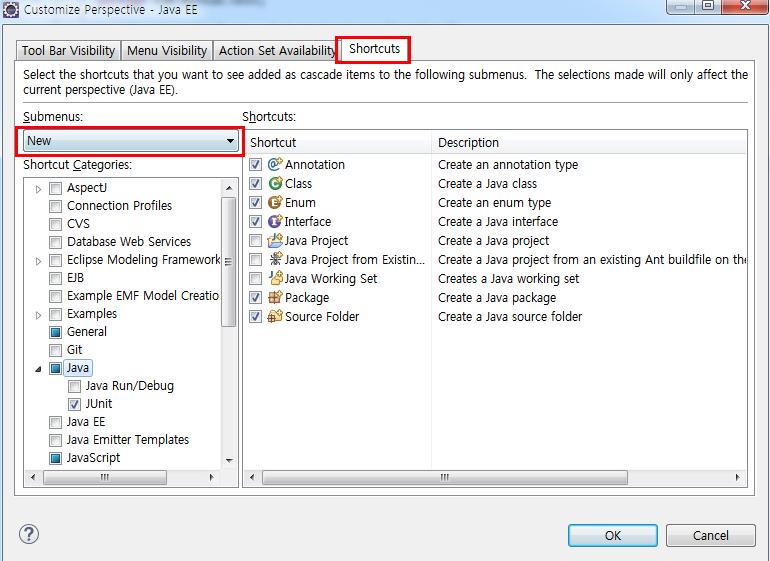 Customize Perspective - Java EE
Tool Bar Visibility Menu Visibility Action Set Availability Shortcuts
Select the shortcuts that you want to see added as cascade items to the following submenus. The selections made will only affect the
current perspective (Java EE).
Submenus:
New
Shortcut Categories:
AspectJ
Connection Profiles
CVS
Database Web Services
Eclipse Modeling Framework
EJB
Example EMF Model Creatio
Examples
General
Git
Java
Java Run/Debug
JUnit
Java EE
Java Emitter Templates
JavaScript
Shortcuts:
Shortcut Description
Annotation Create an annotation type
Class Create a Java class
Enum Create an enum type
Interface Create a Java interface
Java Project Create a Java project
Java Project from Existin... Create a Java project from an existing Ant buildfile on the
Java Working Set Creates a Java working set
Package Create a Java package
Source Folder Create a Java source folder
OK Cancel